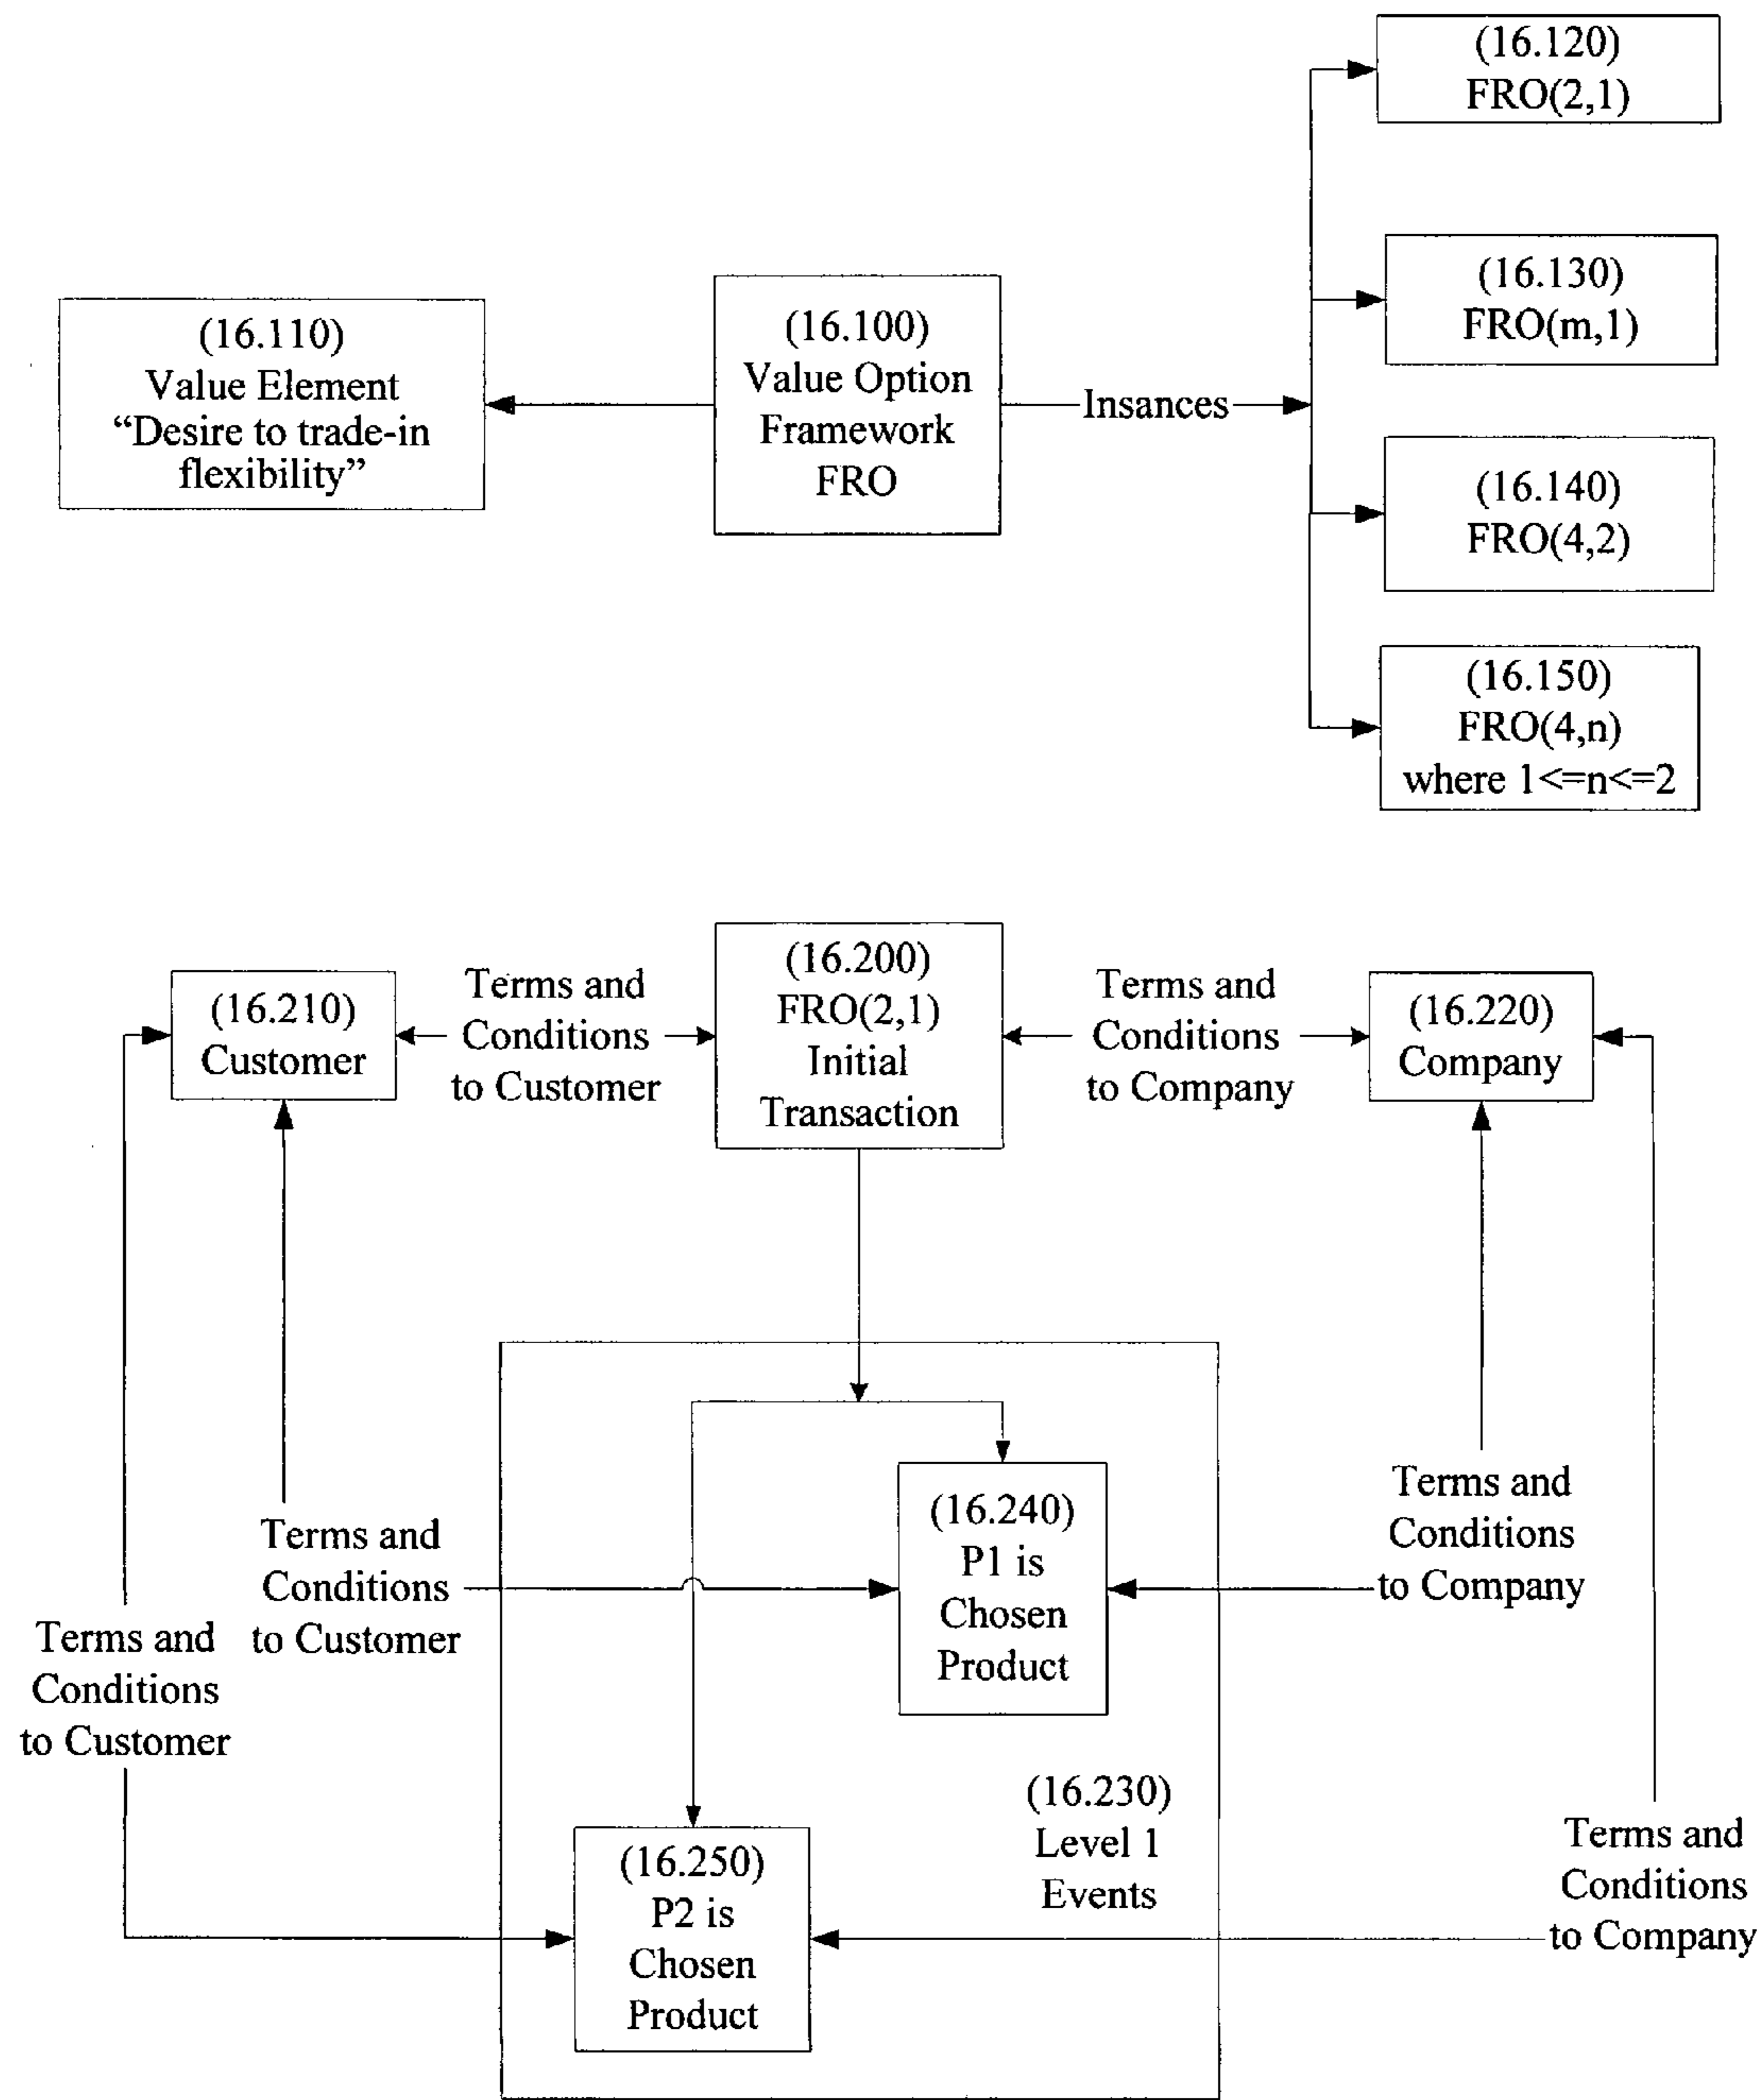 (16.120)
FRO(2,1)
(16.130)
FRO(m,1)
(16.110)
Value Element
“Desire to trade-in
flexibility”
(16.100)
Value Option
Framework
FRO
Insances
(16.140)
FRO(4,2)
(16.150)
FRO(4,n)
where 1<=n<=2
(16.210)
Customer
Terms and
Conditions
to Customer
(16.200)
FRO(2,1)
Initial
Transaction
Terms and
Conditions
to Company
(16.220)
Company
Terms and
Conditions
to Customer
Terms and
Conditions
to Customer
(16.240)
P1 is
Chosen
Product
Terms and
Conditions
to Company
(16.230)
Level 1
Events
(16.250)
P2 is
Chosen
Product
Terms and
Conditions
to Company